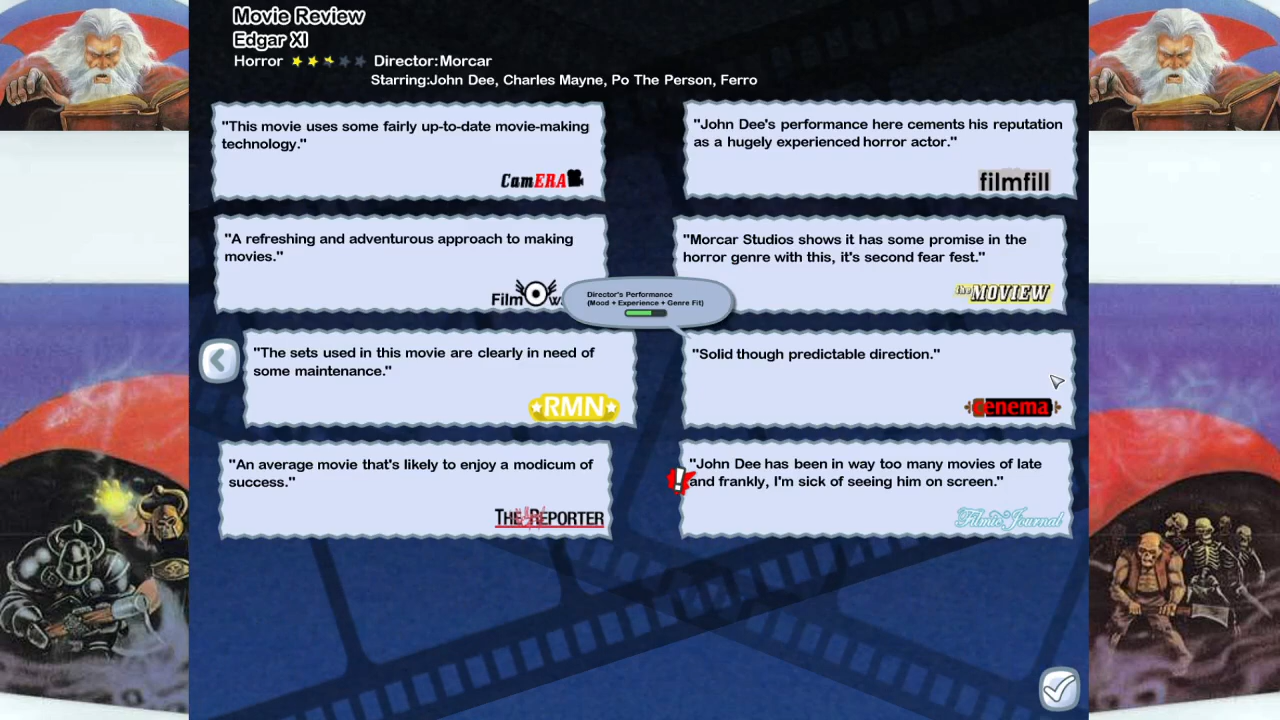 Movie Review
Edgar XI
Horror Director:Morcar
Starring:John Dee, Charles Mayne, Po The Person, Ferro
"This movie uses some fairly up-to-date movie-making
technology."
CamERA
"John Dee's performance here cements his reputation
as a hugely experienced horror actor."
filmfill
"A refreshing and adventurous approach to making
movies."
Film
"Morcar Studios shows it has some promise in the
horror genre with this, it's second fear fest."
the MOVIEW
Director's Performance
(Mood + Experience + Genre Fit)
"The sets used in this movie are clearly in need of
some maintenance."
RMN
"Solid though predictable direction."
cenema
"An average movie that's likely to enjoy a modicum of
success."
THE REPORTER
"John Dee has been in way too many movies of late
and frankly, I'm sick of seeing him on screen."
Filmic Journal